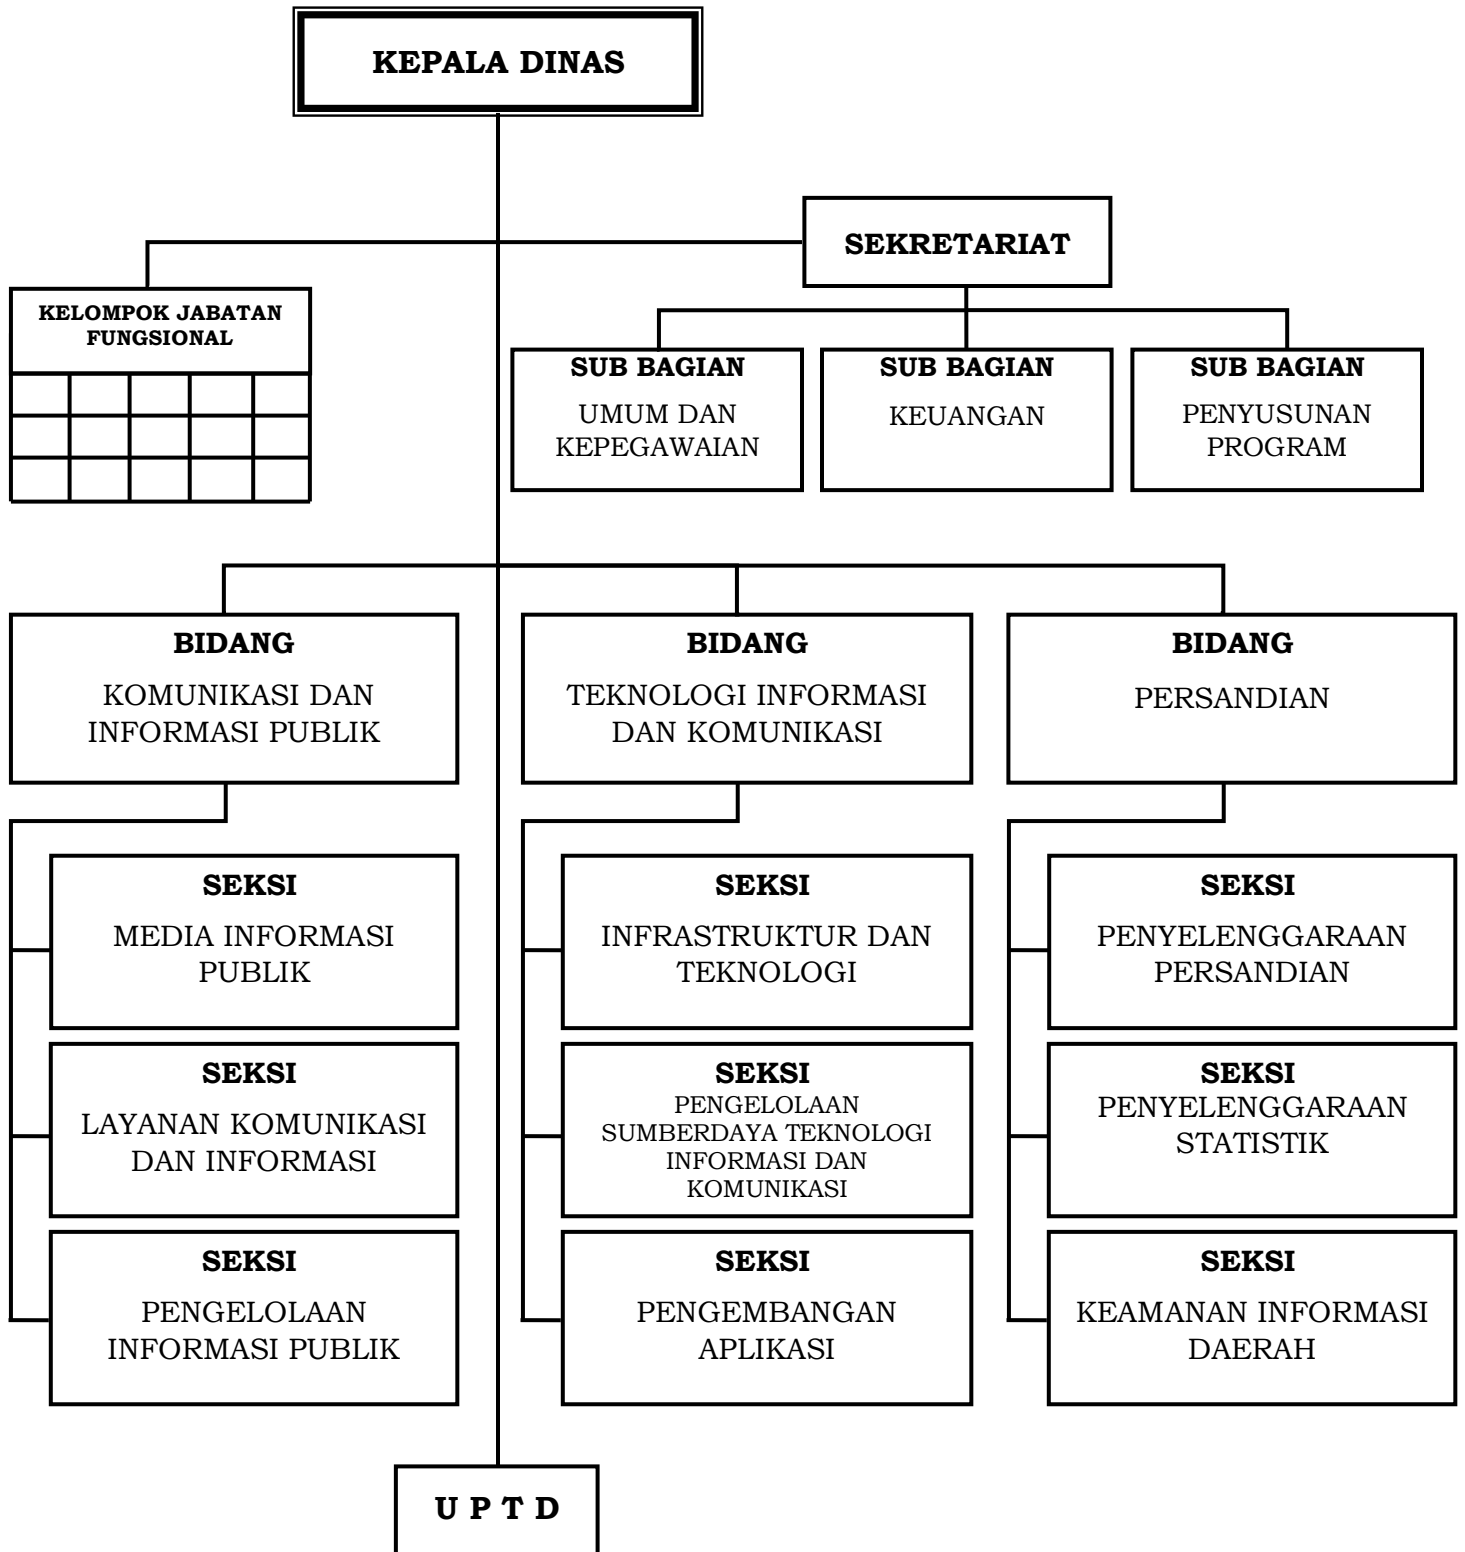 KEPALA DINAS
SEKRETARIAT
KELOMPOK JABATAN
FUNGSIONAL
SUB BAGIAN
UMUM DAN
KEPEGAWAIAN
SUB BAGIAN
KEUANGAN
SUB BAGIAN
PENYUSUNAN
PROGRAM
BIDANG
KOMUNIKASI DAN
INFORMASI PUBLIK
BIDANG
TEKNOLOGI INFORMASI
DAN KOMUNIKASI
BIDANG
PERSANDIAN
SEKSI
MEDIA INFORMASI
PUBLIK
SEKSI
INFRASTRUKTUR DAN
TEKNOLOGI
SEKSI
PENYELENGGARAAN
PERSANDIAN
SEKSI
LAYANAN KOMUNIKASI
DAN INFORMASI
SEKSI
PENGELOLAAN
SUMBERDAYA TEKNOLOGI
INFORMASI DAN
KOMUNIKASI
SEKSI
PENYELENGGARAAN
STATISTIK
SEKSI
PENGELOLAAN
INFORMASI PUBLIK
SEKSI
PENGEMBANGAN
APLIKASI
SEKSI
KEAMANAN INFORMASI
DAERAH
U P T D